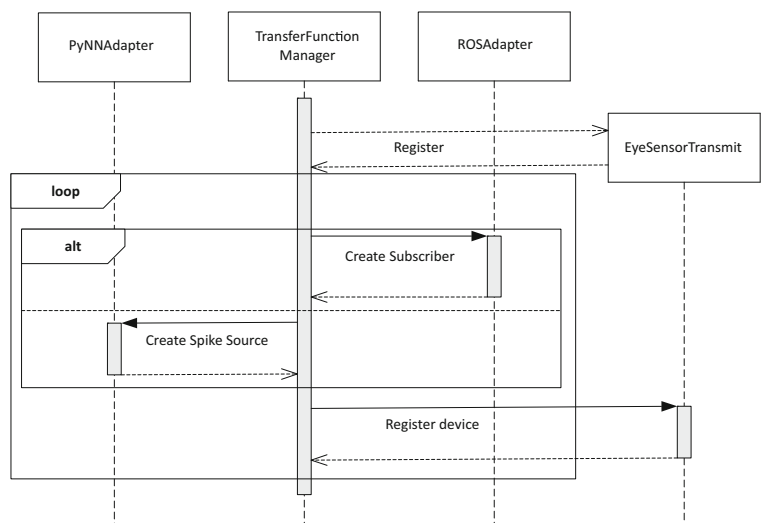 PyNNAdapter
TransferFunction
Manager
ROSAdapter
EyeSensorTransmit
Register
loop
alt
Create Subscriber
Create Spike Source
Register device